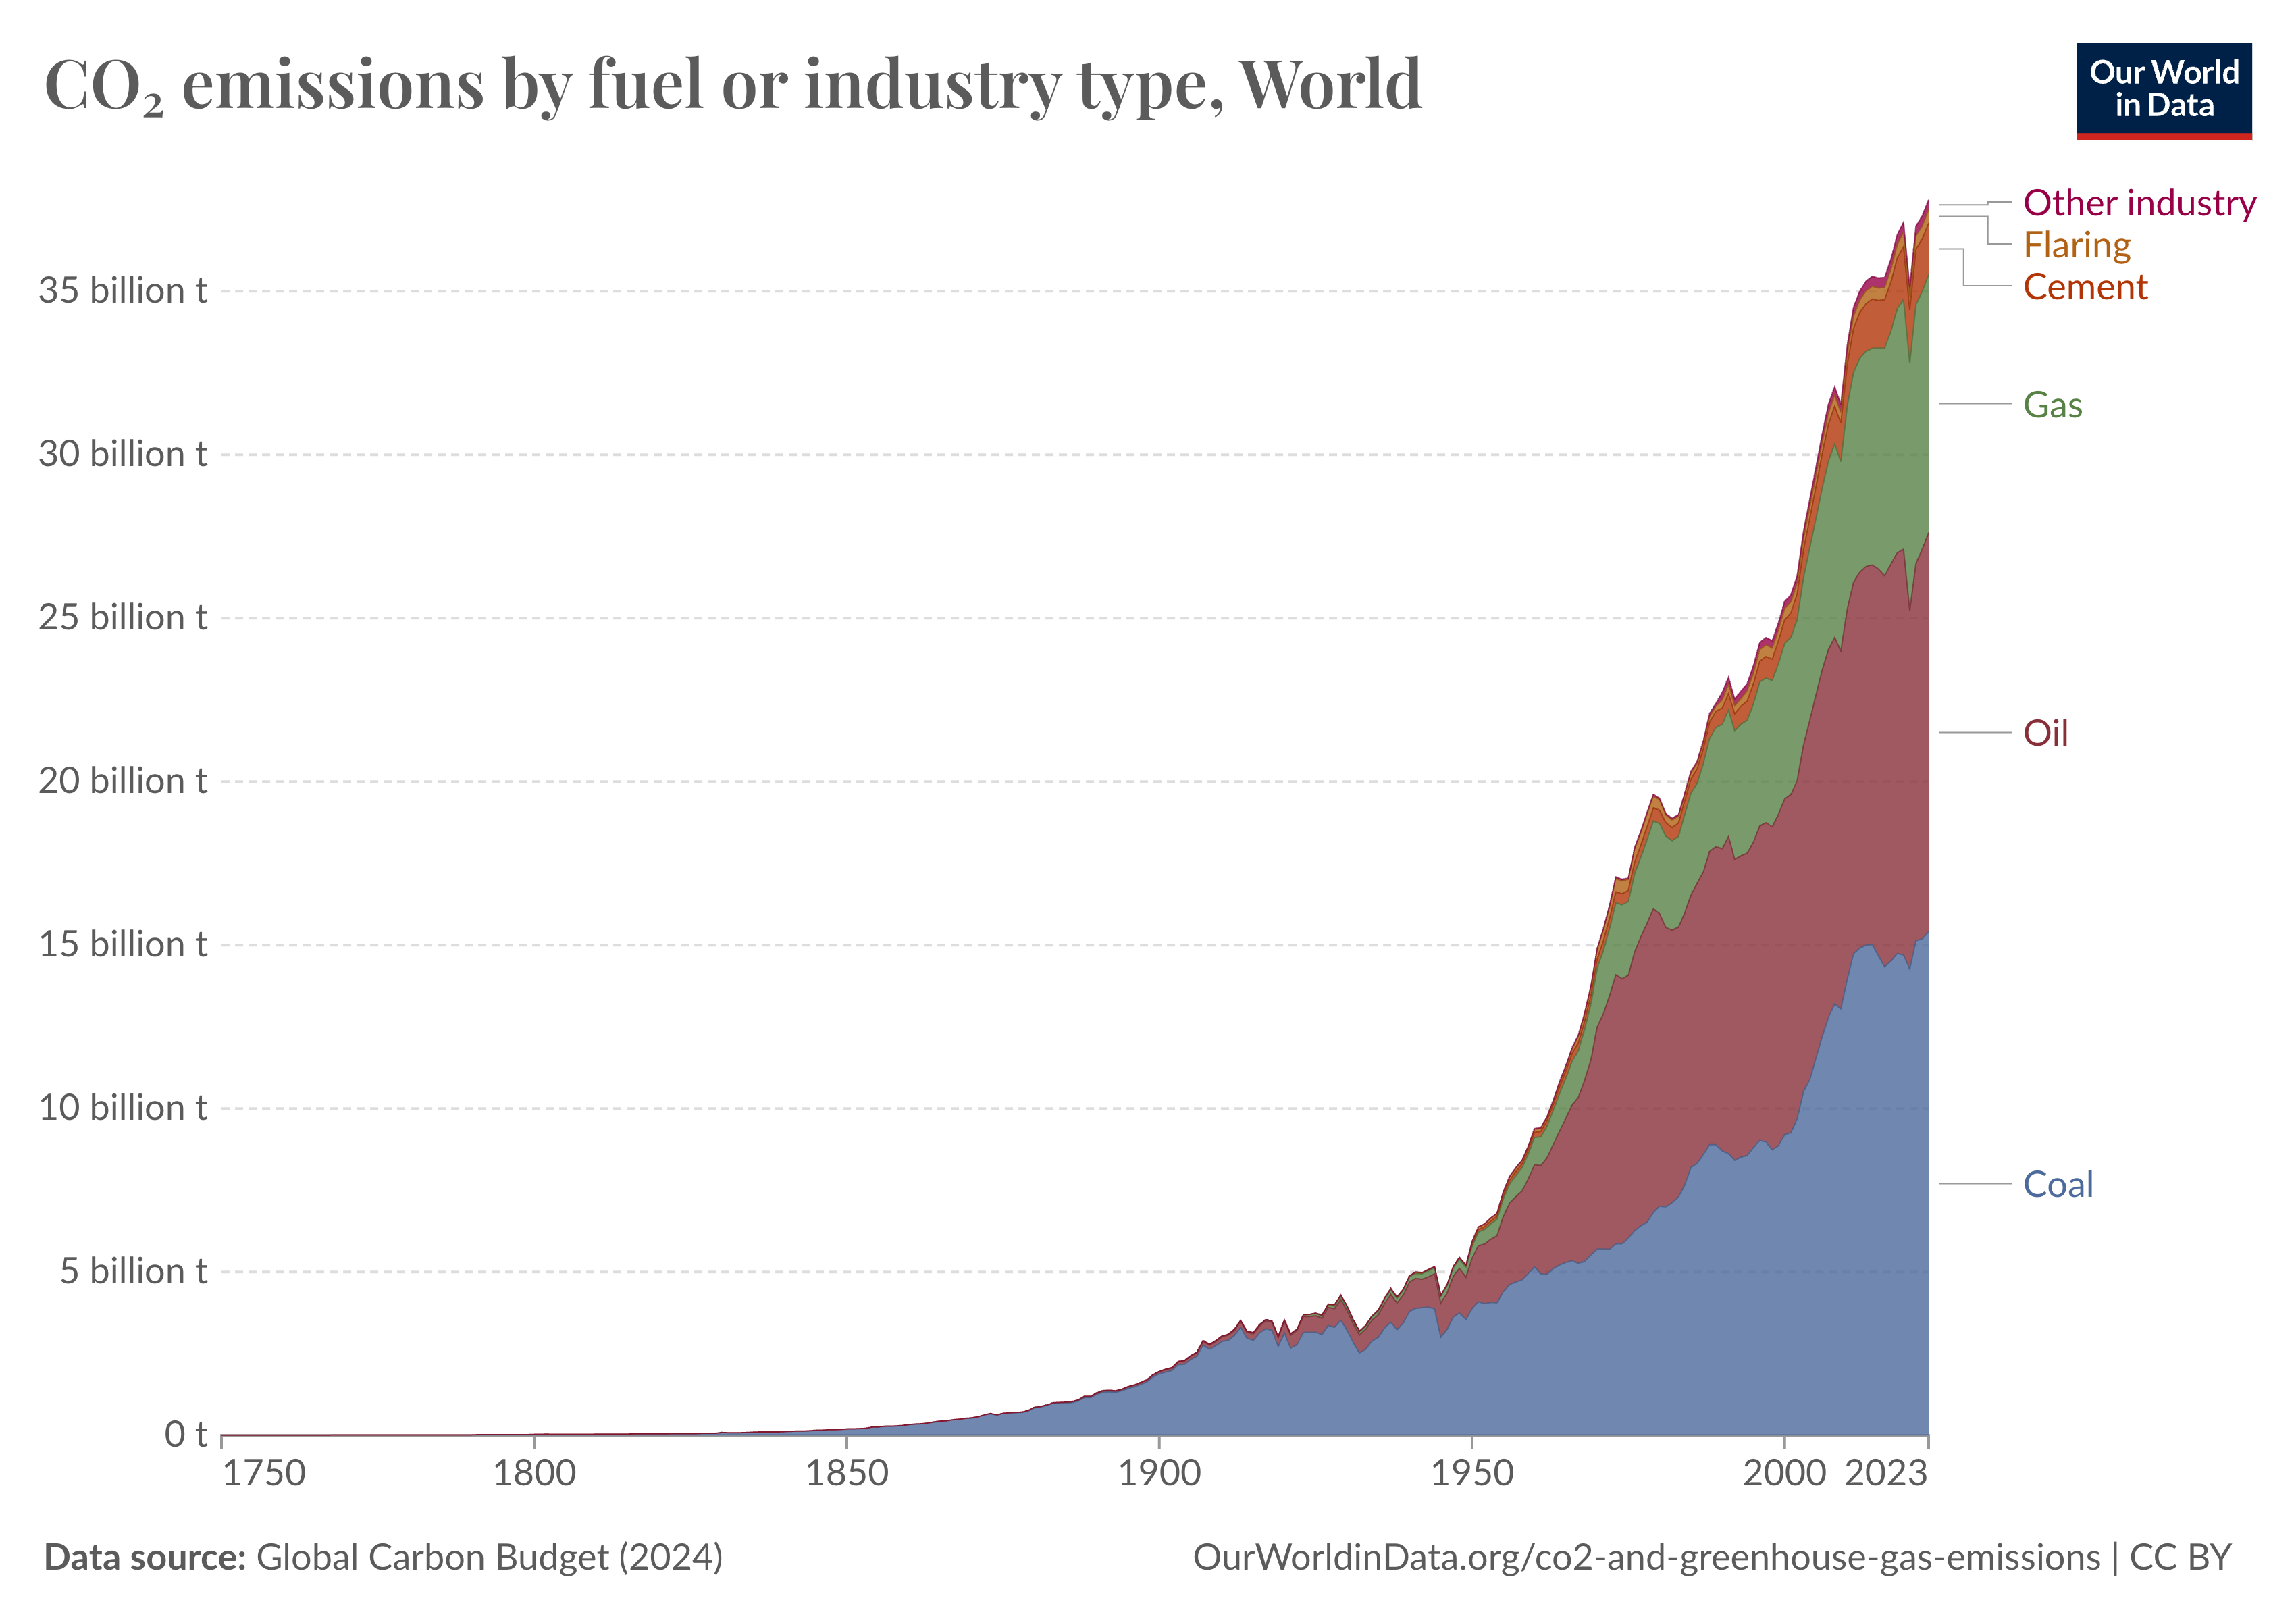 CO₂ emissions by fuel or industry type, World
Our World
in Data
Other industry
Flaring
Cement
Gas
Oil
Coal
35 billion t
30 billion t
25 billion t
20 billion t
15 billion t
10 billion t
5 billion t
0 t
1750 1800 1850 1900 1950 2000 2023
Data source: Global Carbon Budget (2024)
OurWorldinData.org/co2-and-greenhouse-gas-emissions | CC BY